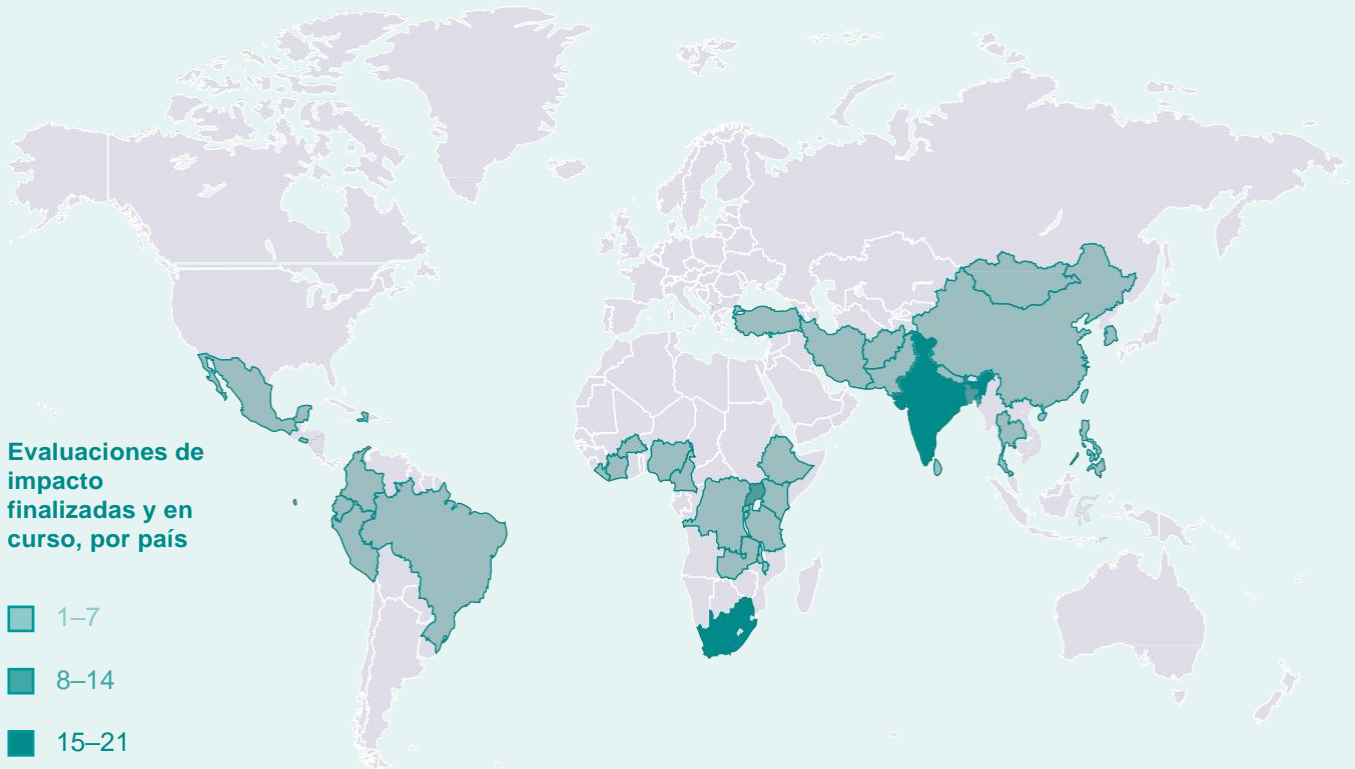 Evaluaciones de
impacto
finalizadas y en
curso, por país
1–7
8–14
15–21